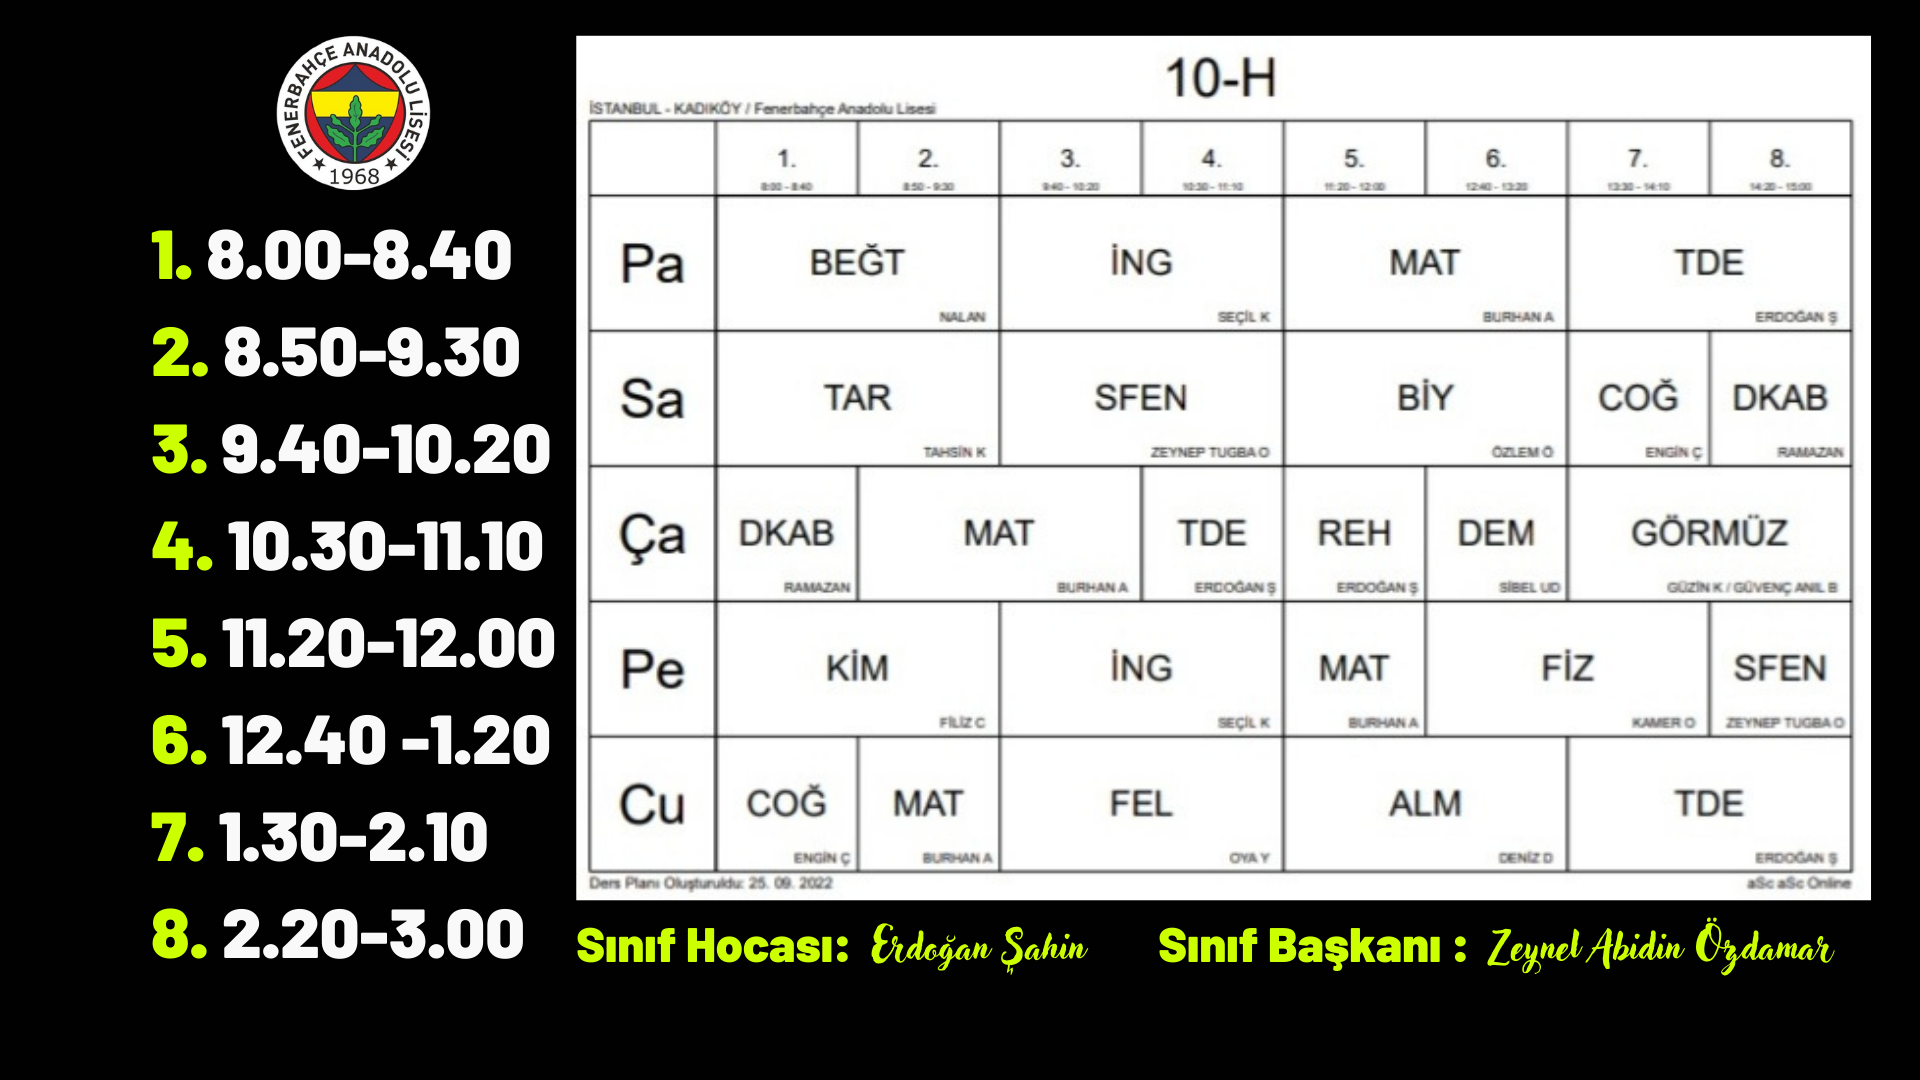 FENERBAHÇE ANADOLU LİSESİ
1968
1. 8.00-8.40
2. 8.50-9.30
3. 9.40-10.20
4. 10.30-11.10
5. 11.20-12.00
6. 12.40 -1.20
7. 1.30-2.10
8. 2.20-3.00
10-H
İSTANBUL - KADIKÖY / Fenerbahçe Anadolu Lisesi
1. 2. 3. 4. 5. 6. 7. 8.
8:00 - 8:40 8:50 - 9:30 9:40 - 10:20 10:30 - 11:10 11:20 - 12:00 12:40 - 13:20 13:30 - 14:10 14:20 - 15:00
Pa BEĞT İNG MAT TDE
NALAN SEÇİL K BURHAN A ERDOĞAN Ş
Sa TAR SFEN BİY COĞ DKAB
TAHSİN K ZEYNEP TUGBA O ÖZLEM Ö ENGİN Ç RAMAZAN
Ça DKAB MAT TDE REH DEM GÖRMÜZ
RAMAZAN BURHAN A ERDOĞAN Ş ERDOĞAN Ş SİBEL UD GÜZİN K / GÜVENÇ ANIL B
Pe KİM İNG MAT FİZ SFEN
FİLİZ C SEÇİL K BURHAN A KAMER O ZEYNEP TUGBA O
Cu COĞ MAT FEL ALM TDE
ENGİN Ç BURHAN A OYA Y DENİZ D ERDOĞAN Ş
Ders Planı Oluşturuldu: 25. 09. 2022 aSc aSc Online
Sınıf Hocası: Erdoğan Şahin Sınıf Başkanı : Zeynel Abidin Özdamar